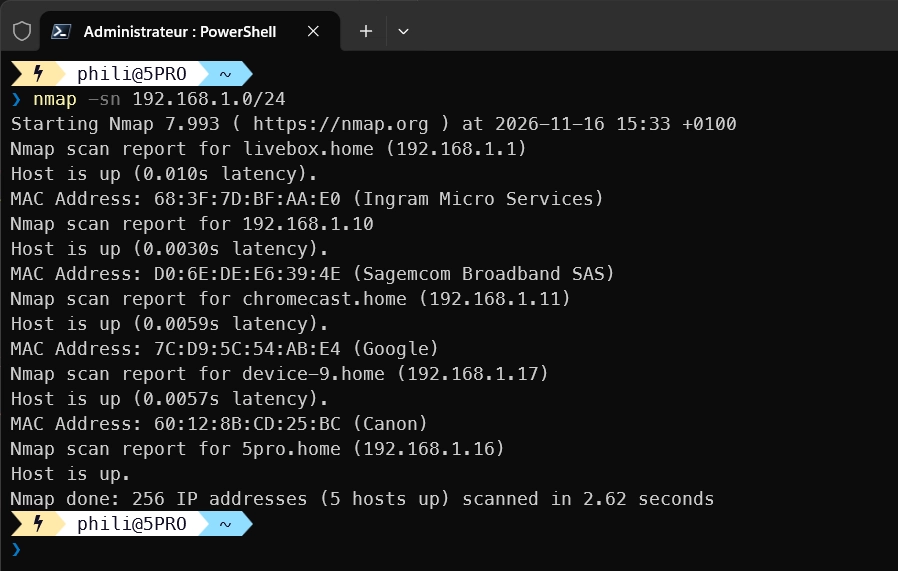 Administrateur : PowerShell
phili@5PRO ~
❯ nmap -sn 192.168.1.0/24
Starting Nmap 7.993 ( https://nmap.org ) at 2026-11-16 15:33 +0100
Nmap scan report for livebox.home (192.168.1.1)
Host is up (0.010s latency).
MAC Address: 68:3F:7D:BF:AA:E0 (Ingram Micro Services)
Nmap scan report for 192.168.1.10
Host is up (0.0030s latency).
MAC Address: D0:6E:DE:E6:39:4E (Sagemcom Broadband SAS)
Nmap scan report for chromecast.home (192.168.1.11)
Host is up (0.0059s latency).
MAC Address: 7C:D9:5C:54:AB:E4 (Google)
Nmap scan report for device-9.home (192.168.1.17)
Host is up (0.0057s latency).
MAC Address: 60:12:8B:CD:25:BC (Canon)
Nmap scan report for 5pro.home (192.168.1.16)
Host is up.
Nmap done: 256 IP addresses (5 hosts up) scanned in 2.62 seconds
phili@5PRO ~
❯